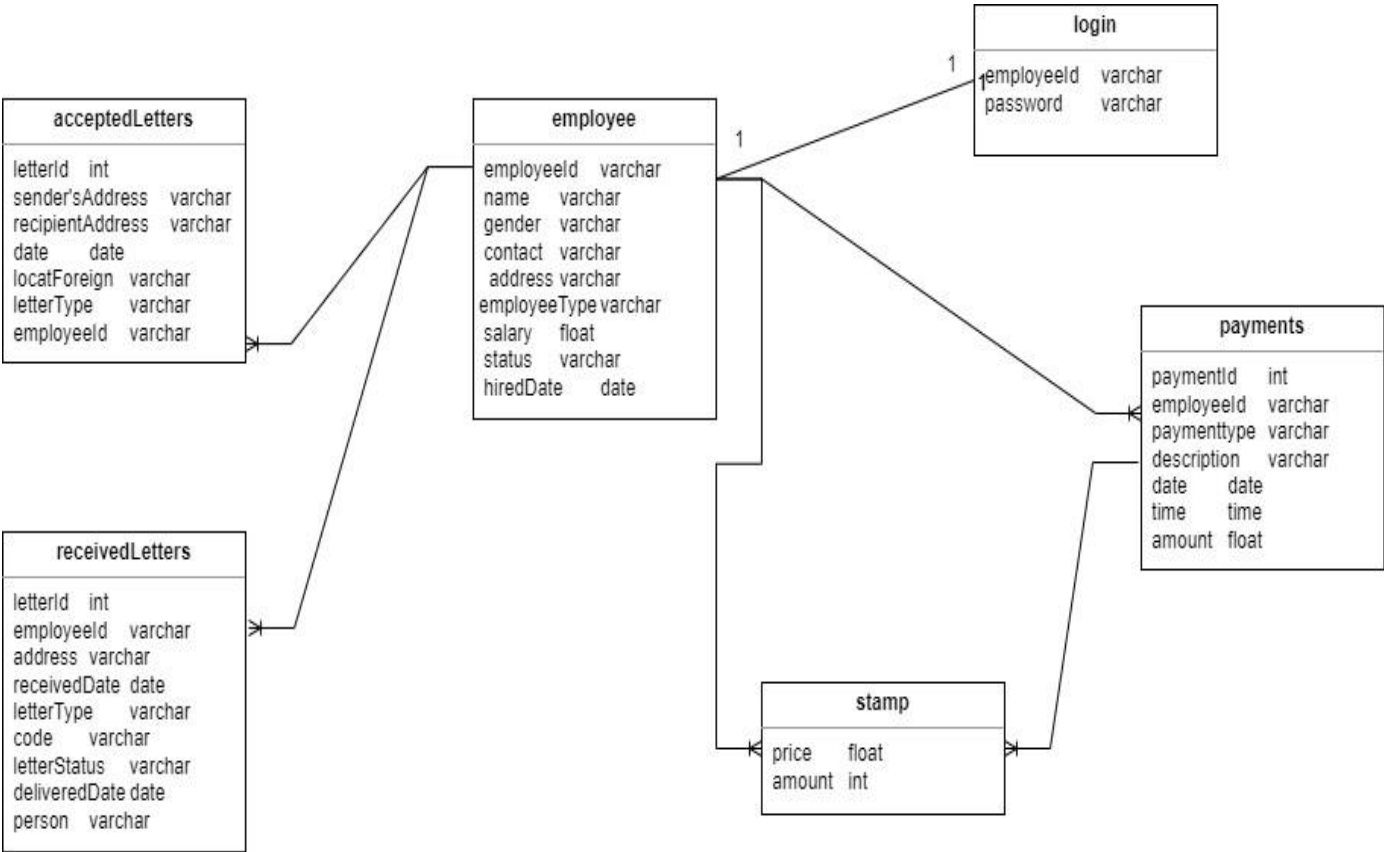 login
employeeId varchar
password varchar
1
1
1
acceptedLetters
letterId int
sender'sAddress varchar
recipientAddress varchar
date date
locatForeign varchar
letterType varchar
employeeId varchar
employee
employeeId varchar
name varchar
gender varchar
contact varchar
address varchar
employeeType varchar
salary float
status varchar
hiredDate date
payments
paymentId int
employeeId varchar
paymenttype varchar
description varchar
date date
time time
amount float
receivedLetters
letterId int
employeeId varchar
address varchar
receivedDate date
letterType varchar
code varchar
letterStatus varchar
deliveredDate date
person varchar
stamp
price float
amount int